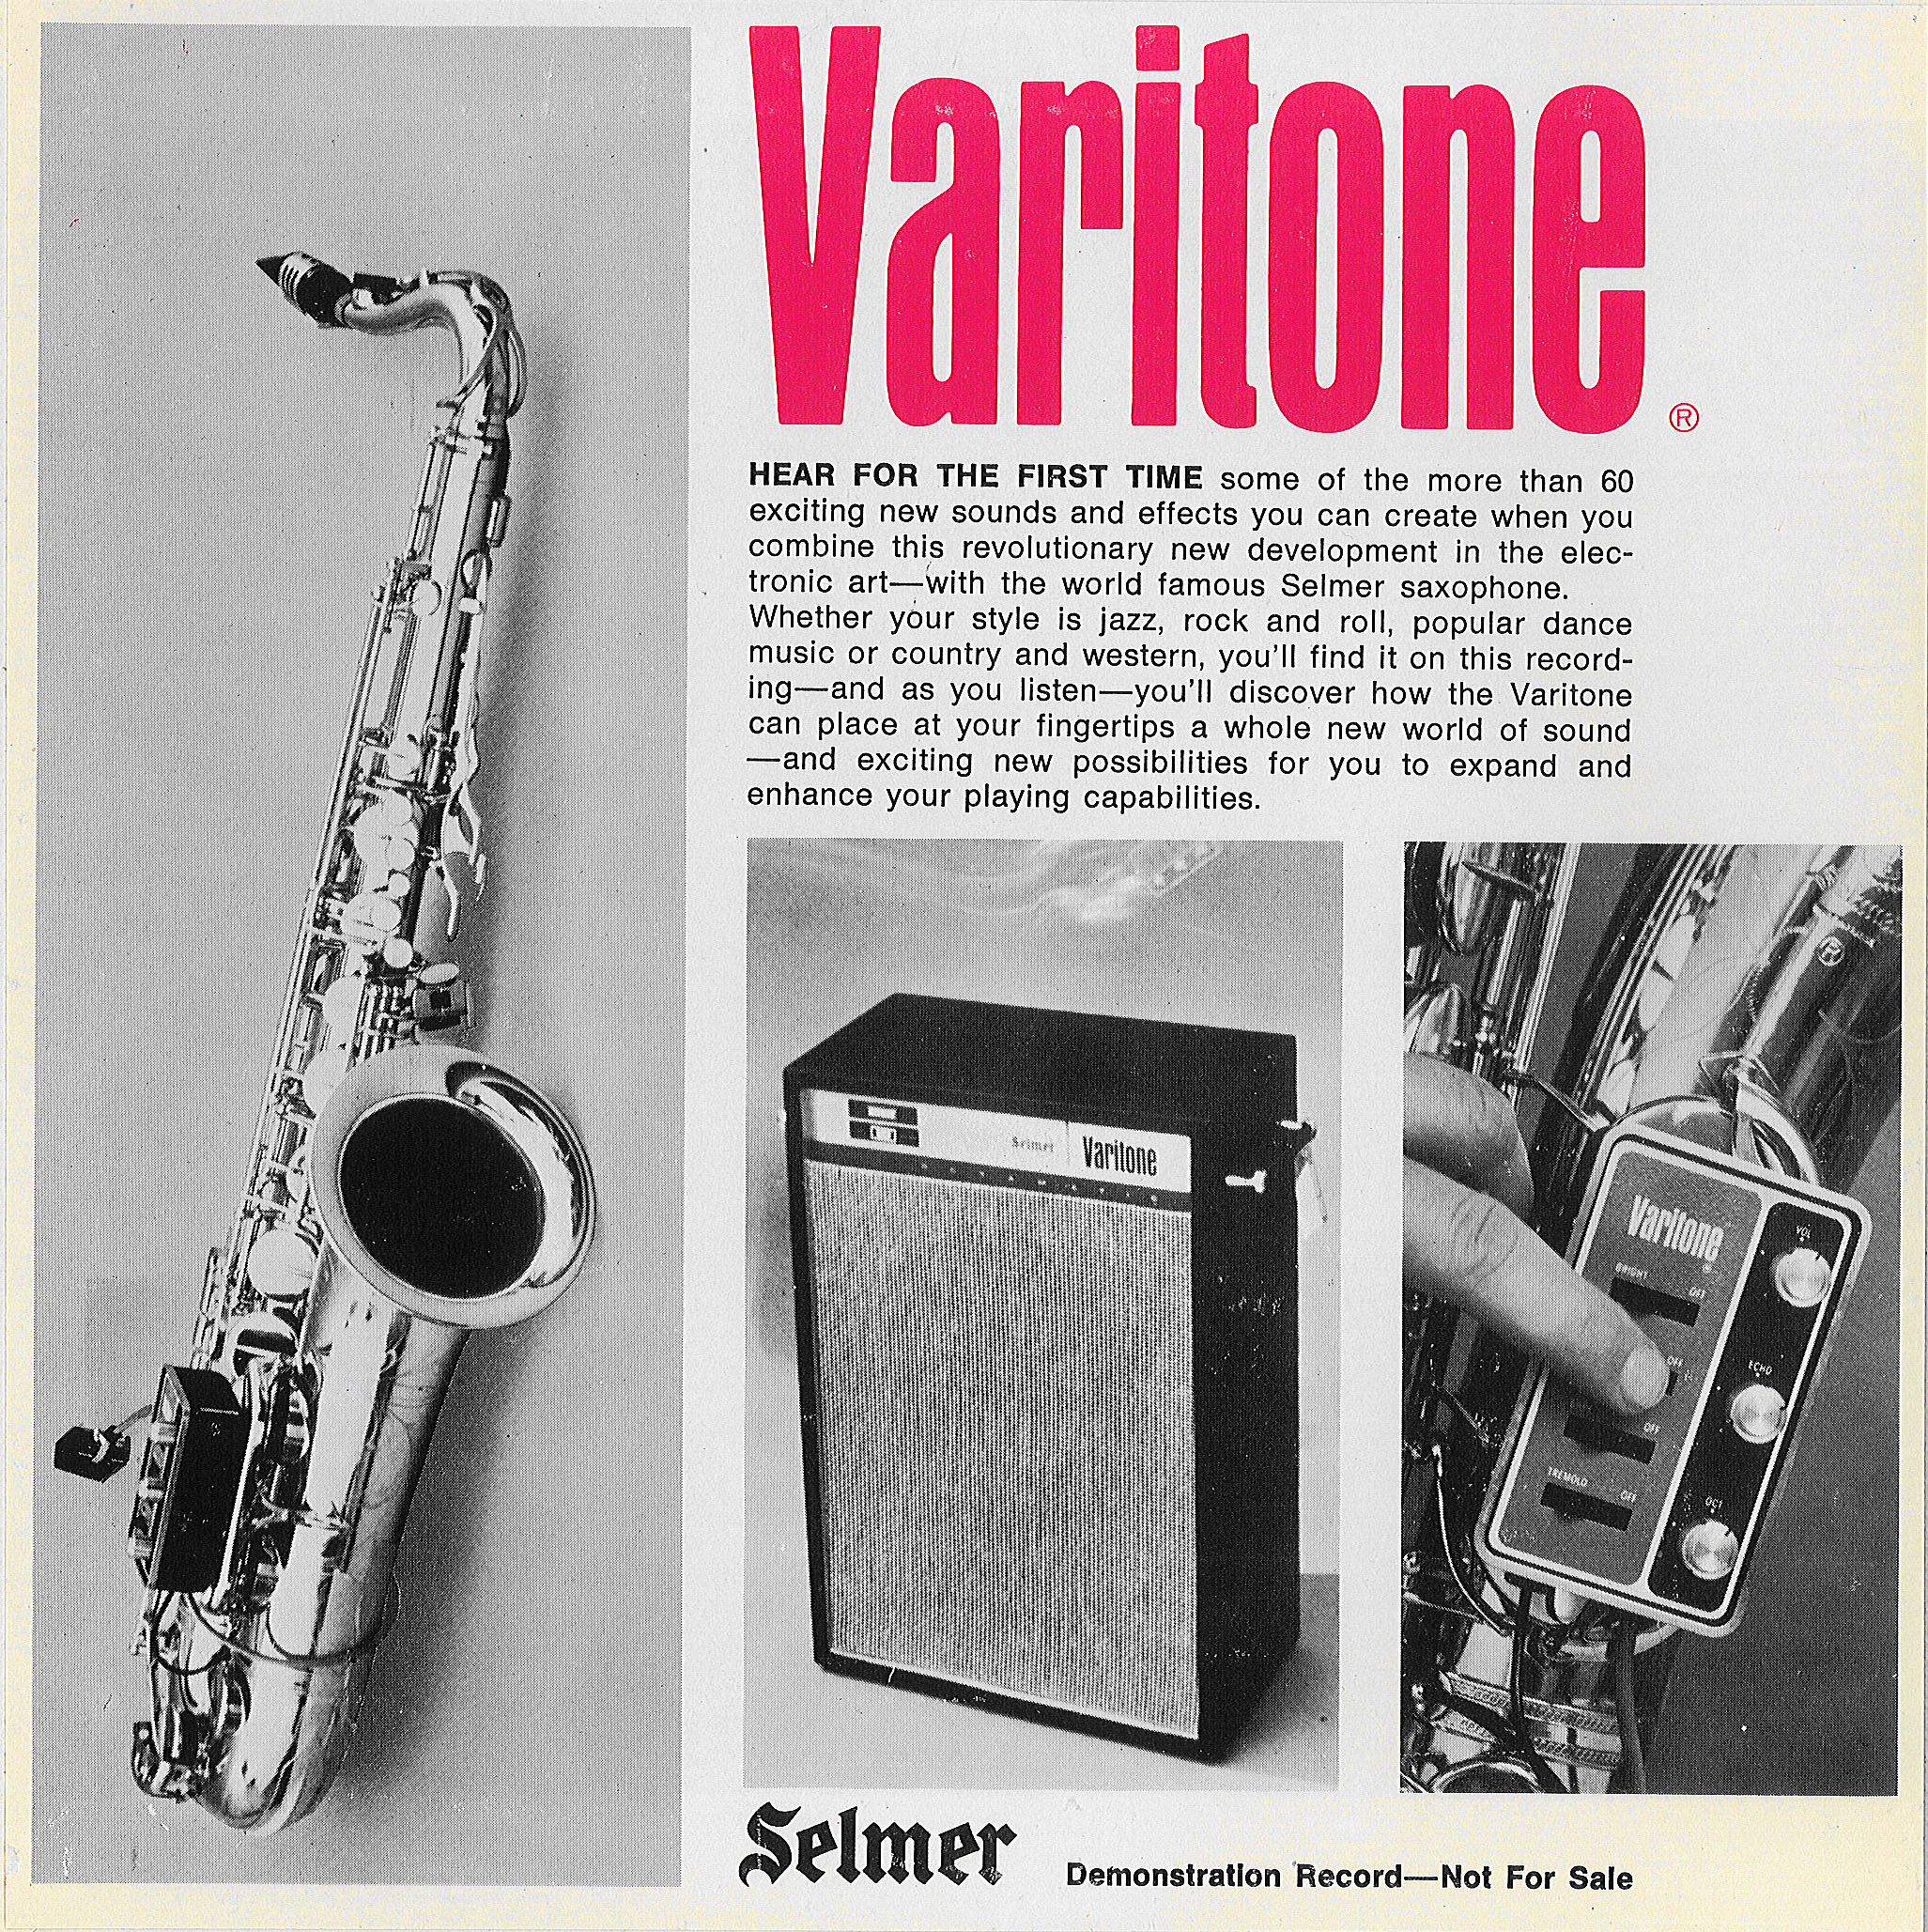 Varitone ®
HEAR FOR THE FIRST TIME some of the more than 60
exciting new sounds and effects you can create when you
combine this revolutionary new development in the elec-
tronic art—with the world famous Selmer saxophone.
Whether your style is jazz, rock and roll, popular dance
music or country and western, you'll find it on this record-
ing—and as you listen—you'll discover how the Varitone
can place at your fingertips a whole new world of sound
—and exciting new possibilities for you to expand and
enhance your playing capabilities.
Selmer Varitone
®
Varitone
VOL
BRIGHT
OFF
OFF
ECHO
OFF
TREMOLO
OFF
OCT
Selmer
Demonstration Record—Not For Sale